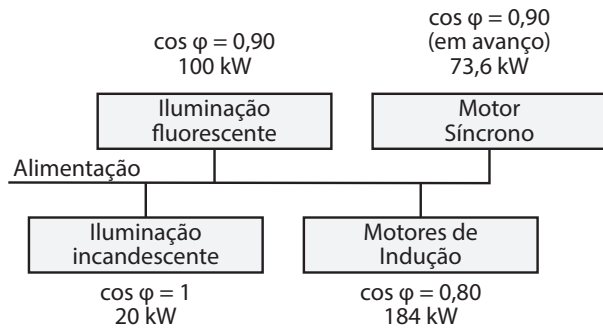 cos φ = 0,90
100 kW
Iluminação
fluorescente
cos φ = 0,90
(em avanço)
73,6 kW
Motor
Síncrono
Alimentação
Iluminação
incandescente
cos φ = 1
20 kW
Motores de
Indução
cos φ = 0,80
184 kW